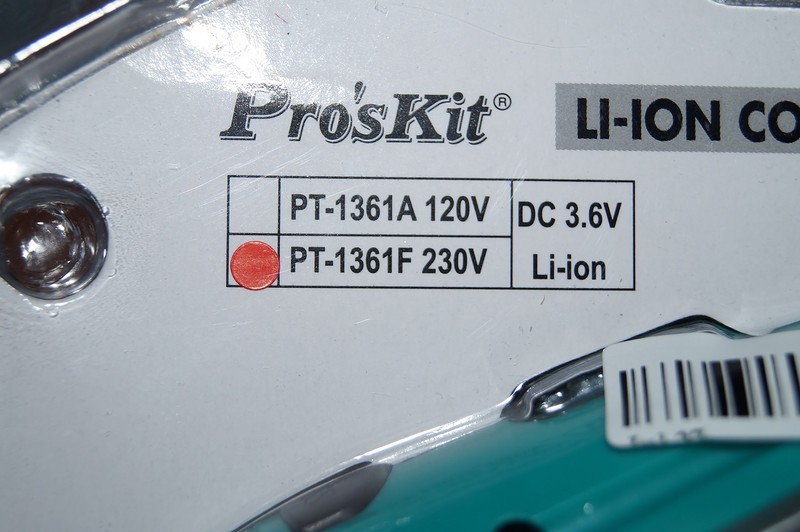 Pro'sKit®
LI-ION CO
PT-1361A 120V
DC 3.6V
PT-1361F 230V
Li-ion